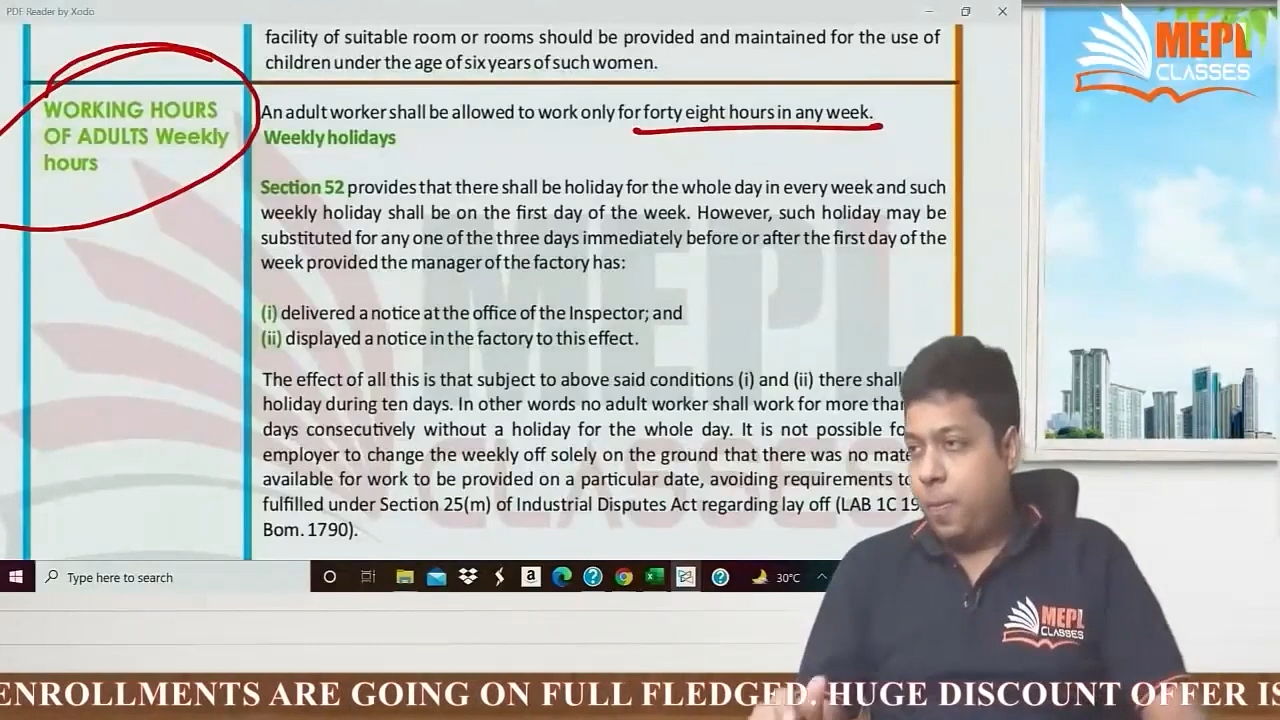 PDF Reader by Xodo
facility of suitable room or rooms should be provided and maintained for the use of
children under the age of six years of such women.
WORKING HOURS
OF ADULTS Weekly
hours
An adult worker shall be allowed to work only for forty eight hours in any week.
Weekly holidays
Section 52 provides that there shall be holiday for the whole day in every week and such
weekly holiday shall be on the first day of the week. However, such holiday may be
substituted for any one of the three days immediately before or after the first day of the
week provided the manager of the factory has:
(i) delivered a notice at the office of the Inspector; and
(ii) displayed a notice in the factory to this effect.
The effect of all this is that subject to above said conditions (i) and (ii) there shall
holiday during ten days. In other words no adult worker shall work for more
days consecutively without a holiday for the whole day. It is not possible
employer to change the weekly off solely on the ground that there was no
available for work to be provided on a particular date, avoiding requirements
fulfilled under Section 25(m) of Industrial Disputes Act regarding lay off (LAB 1C
Bom. 1790).
MEPL
CLASSES
Type here to search
30°C
MEPL
CLASSES
MEPL
CLASSES
ENROLLMENTS ARE GOING ON FULL FLEDGED. HUGE DISCOUNT OFFER IS